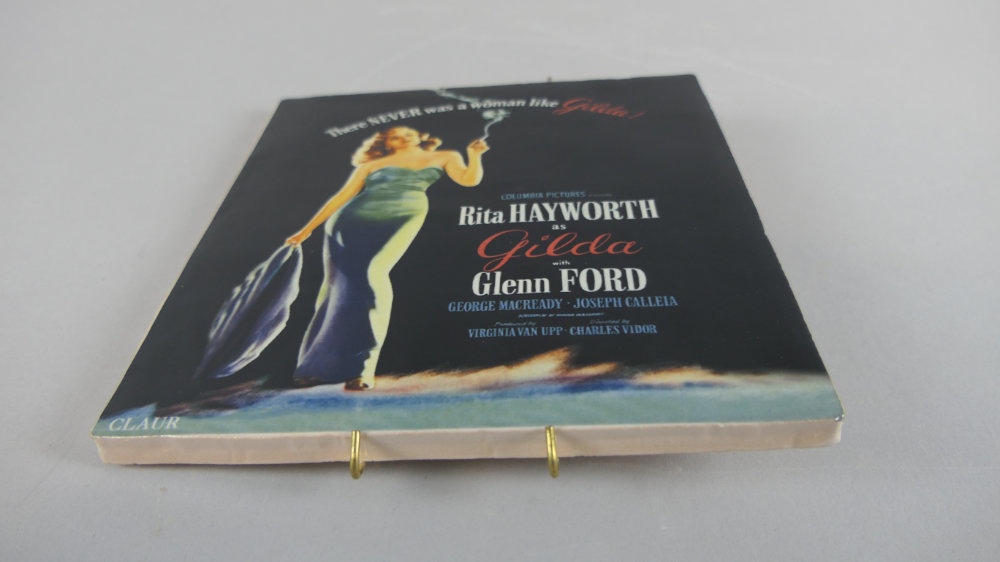 There NEVER was a woman like Gilda!
COLUMBIA PICTURES
Rita HAYWORTH
as
Gilda
with
Glenn FORD
GEORGE MACREADY · JOSEPH CALLEIA
Produced by Directed by
VIRGINIA VAN UPP · CHARLES VIDOR
CLAUR